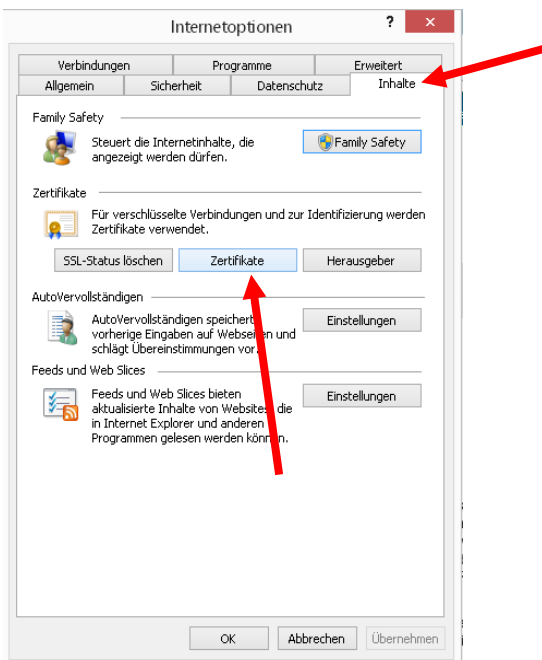 Internetoptionen
?
×
Verbindungen Programme Erweitert
Allgemein Sicherheit Datenschutz Inhalte
Family Safety
Steuert die Internetinhalte, die
angezeigt werden dürfen.
Family Safety
Zertifikate
Für verschlüsselte Verbindungen und zur Identifizierung werden
Zertifikate verwendet.
SSL-Status löschen Zertifikate Herausgeber
AutoVervollständigen
AutoVervollständigen speichert
vorherige Eingaben auf Webseiten und
schlägt Übereinstimmungen vor.
Einstellungen
Feeds und Web Slices
Feeds und Web Slices bieten
aktualisierte Inhalte von Websites, die
in Internet Explorer und anderen
Programmen gelesen werden können.
Einstellungen
OK Abbrechen Übernehmen